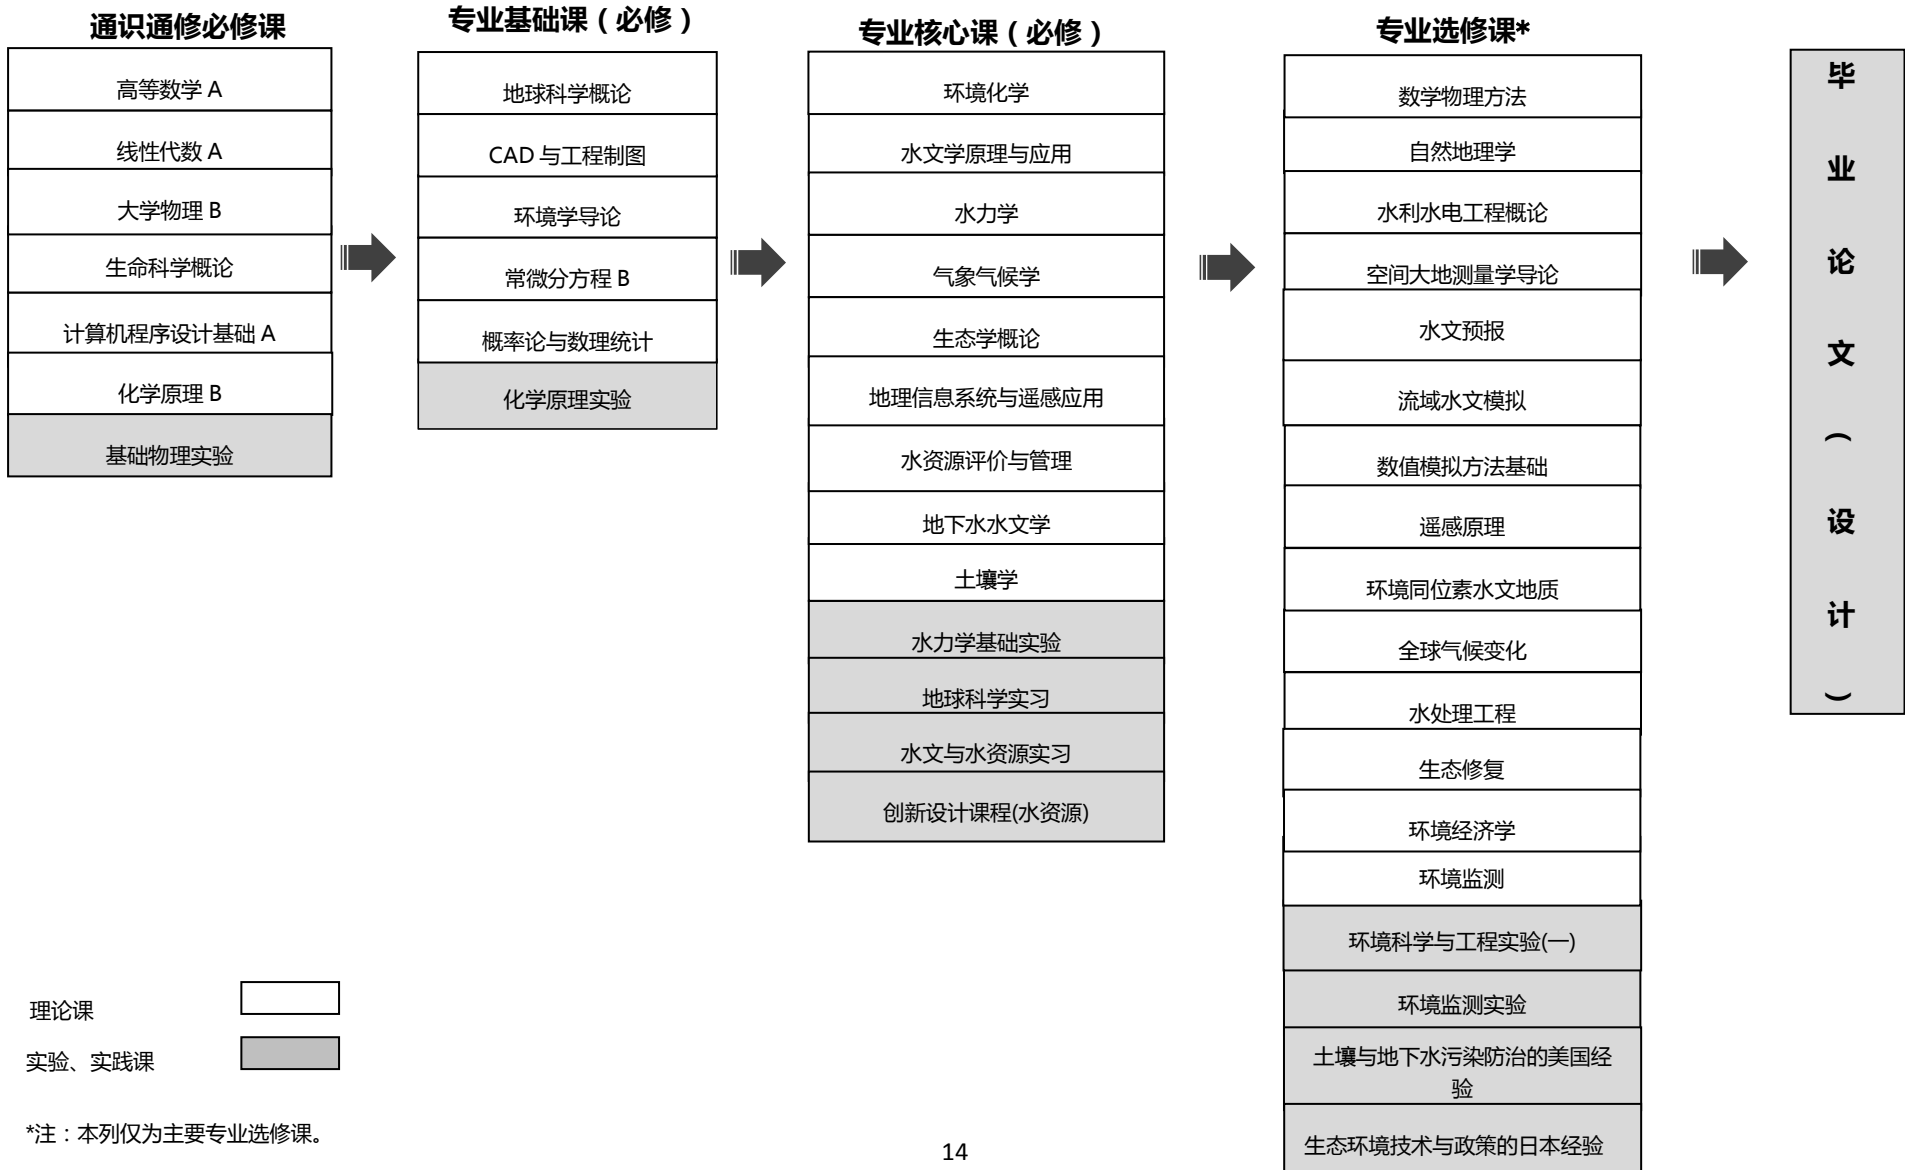 通识通修必修课
高等数学 A
线性代数 A
大学物理 B
生命科学概论
计算机程序设计基础 A
化学原理 B
基础物理实验
专业基础课（必修）
地球科学概论
CAD 与工程制图
环境学导论
常微分方程 B
概率论与数理统计
化学原理实验
专业核心课（必修）
环境化学
水文学原理与应用
水力学
气象气候学
生态学概论
地理信息系统与遥感应用
水资源评价与管理
地下水水文学
土壤学
水力学基础实验
地球科学实习
水文与水资源实习
创新设计课程(水资源)
专业选修课*
数学物理方法
自然地理学
水利水电工程概论
空间大地测量学导论
水文预报
流域水文模拟
数值模拟方法基础
遥感原理
环境同位素水文地质
全球气候变化
水处理工程
生态修复
环境经济学
环境监测
环境科学与工程实验(一)
环境监测实验
土壤与地下水污染防治的美国经
验
生态环境技术与政策的日本经验
毕业论文（设计）
理论课
实验、实践课
*注：本列仅为主要专业选修课。
14